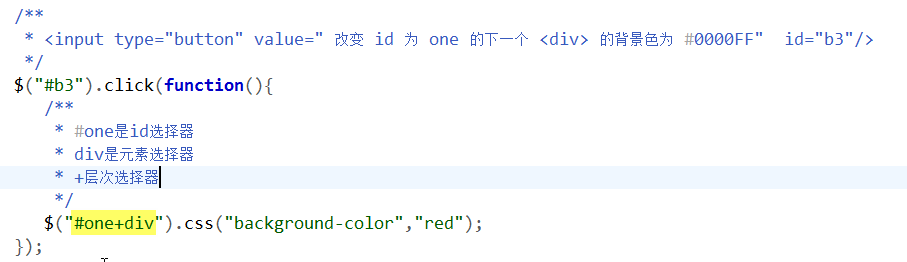 /**
 * <input type="button" value=" 改变 id 为 one 的下一个 <div> 的背景色为 #0000FF"  id="b3"/>
 */
$("#b3").click(function(){
   /**
    * #one是id选择器
    * div是元素选择器
    * +层次选择器
    */
   $("#one+div").css("background-color","red");
});